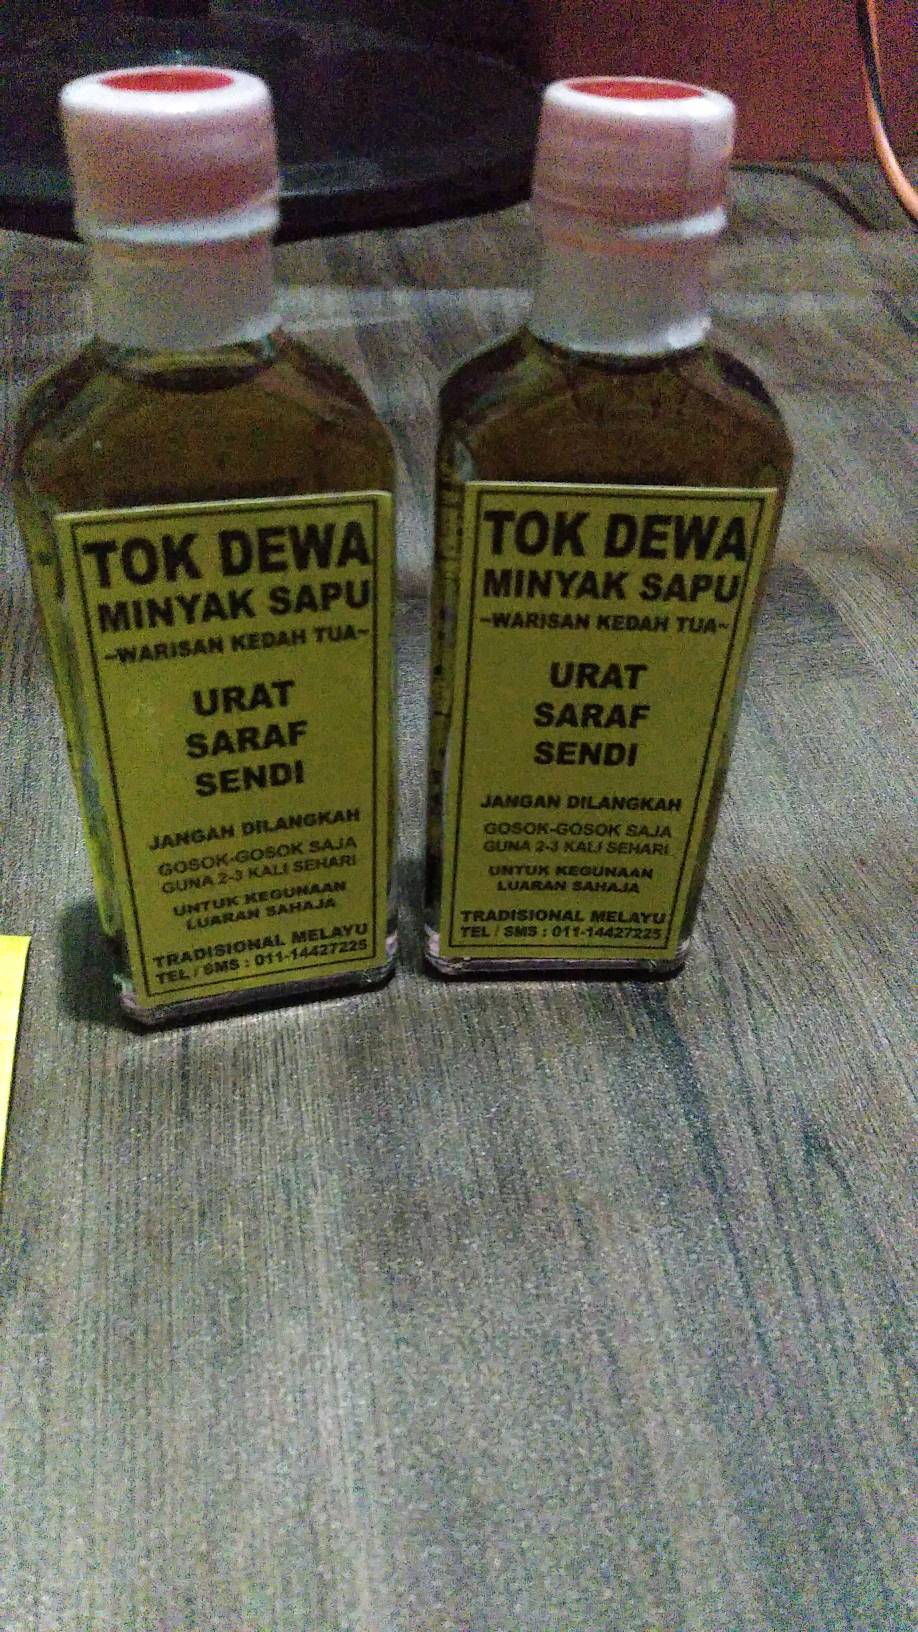 TOK DEWA
MINYAK SAPU
~WARISAN KEDAH TUA~
URAT
SARAF
SENDI
JANGAN DILANGKAH
GOSOK-GOSOK SAJA
GUNA 2-3 KALI SEHARI
UNTUK KEGUNAAN
LUARAN SAHAJA
TRADISIONAL MELAYU
TEL / SMS : 011-14427225
TOK DEWA
MINYAK SAPU
~WARISAN KEDAH TUA~
URAT
SARAF
SENDI
JANGAN DILANGKAH
GOSOK-GOSOK SAJA
GUNA 2-3 KALI SEHARI
UNTUK KEGUNAAN
LUARAN SAHAJA
TRADISIONAL MELAYU
TEL / SMS : 011-14427225